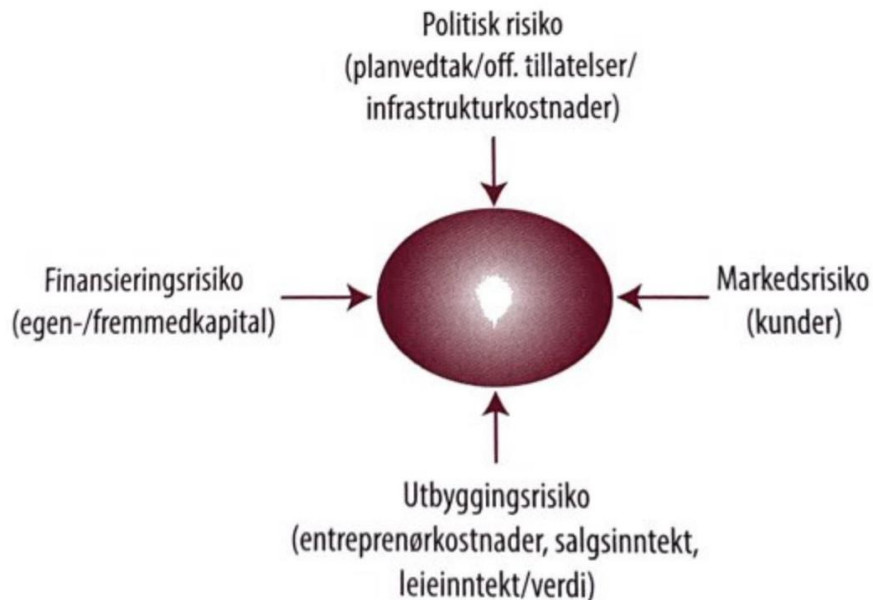 Politisk risiko
(planvedtak/off. tillatelser/
infrastrukturkostnader)
Finansieringsrisiko
(egen-/fremmedkapital)
Markedsrisiko
(kunder)
Utbyggingsrisiko
(entreprenørkostnader, salgsinntekt,
leieinntekt/verdi)